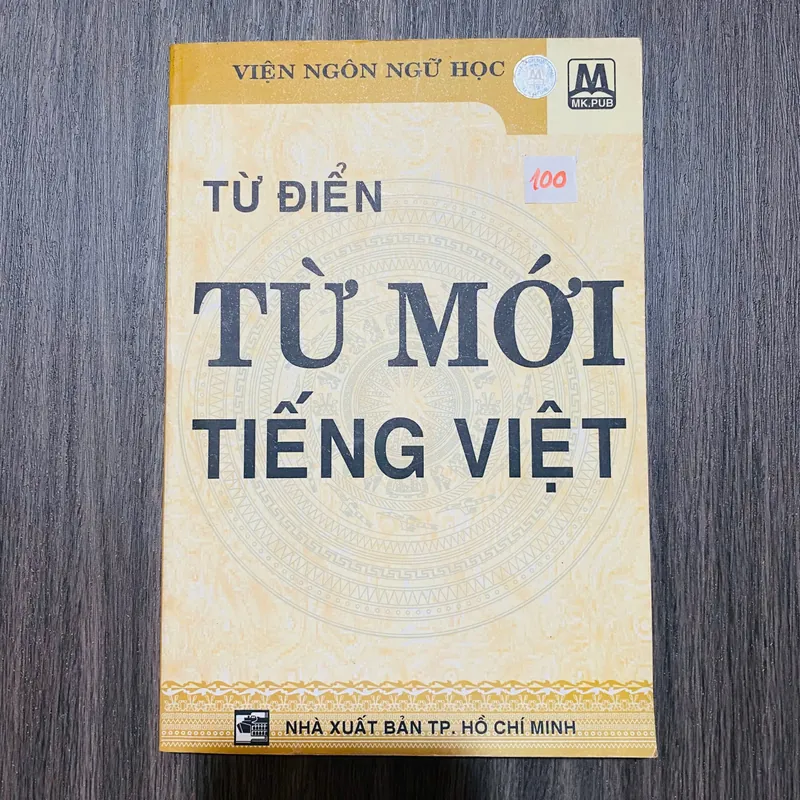 VIỆN NGÔN NGỮ HỌC
MK.PUB
100
TỪ ĐIỂN
TỪ MỚI
TIẾNG VIỆT
NHÀ XUẤT BẢN TP. HỒ CHÍ MINH